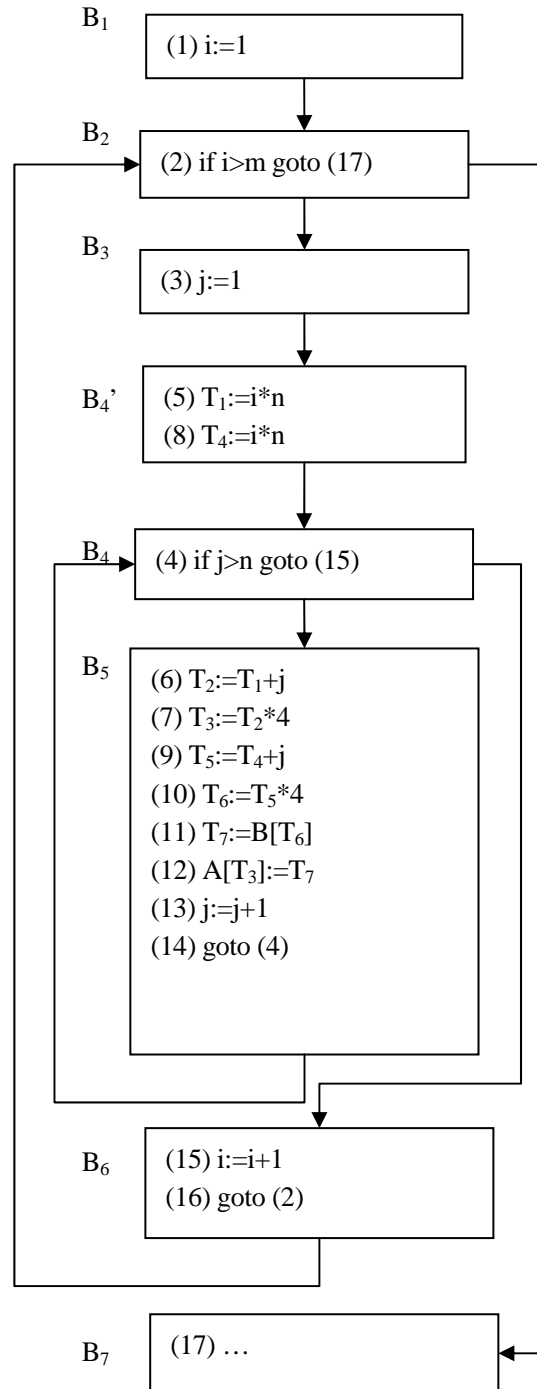 B₁
(1) i:=1
B₂
(2) if i>m goto (17)
B₃
(3) j:=1
B₄’
(5) T₁:=i*n
(8) T₄:=i*n
B₄
(4) if j>n goto (15)
B₅
(6) T₂:=T₁+j
(7) T₃:=T₂*4
(9) T₅:=T₄+j
(10) T₆:=T₅*4
(11) T₇:=B[T₆]
(12) A[T₃]:=T₇
(13) j:=j+1
(14) goto (4)
B₆
(15) i:=i+1
(16) goto (2)
B₇
(17) …